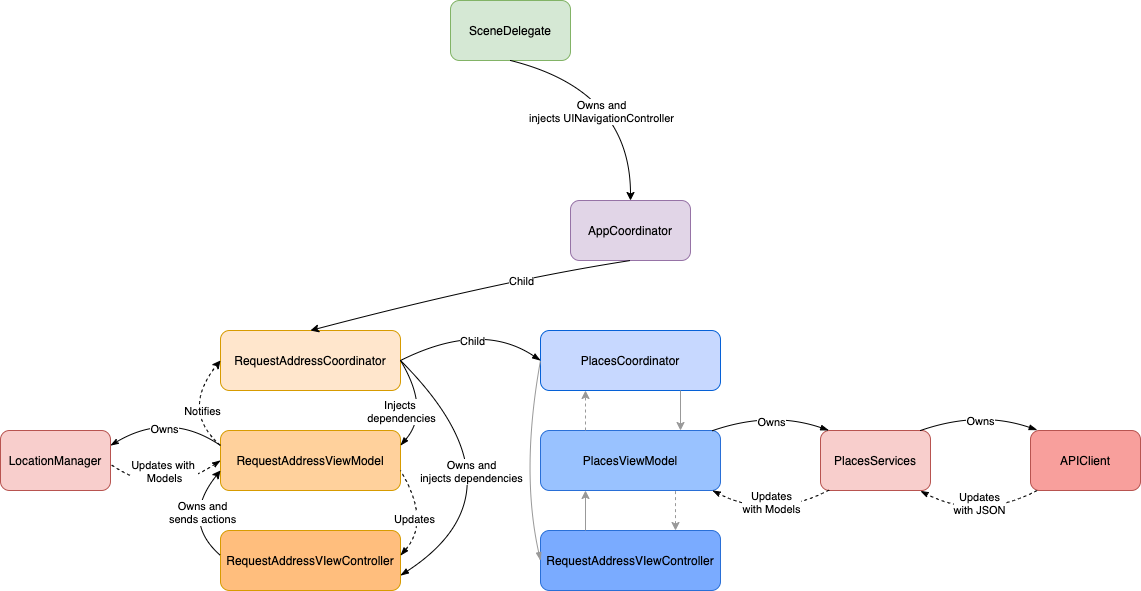 SceneDelegate
Owns and
injects UINavigationController
AppCoordinator
Child
RequestAddressCoordinator
Child
PlacesCoordinator
Notifies
Injects
dependencies
Owns
Owns
Owns
LocationManager
Updates with
Models
RequestAddressViewModel
Owns and
injects dependencies
PlacesViewModel
PlacesServices
APIClient
Updates
with Models
Updates
with JSON
Owns and
sends actions
Updates
RequestAddressVIewController
RequestAddressVIewController